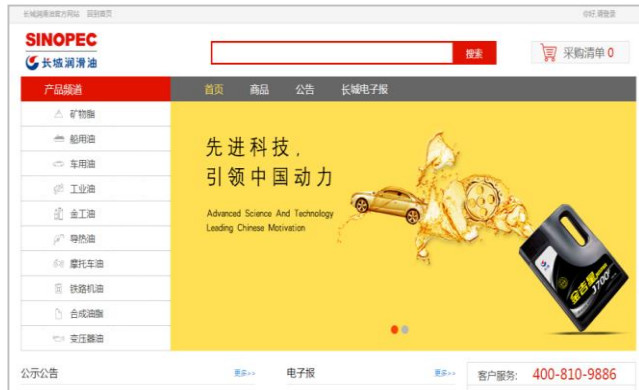 长城润滑油官方网站 回到首页
你好,请登录
SINOPEC
长城润滑油
搜索
采购清单 0
产品频道
首页 商品 公告 长城电子报
矿物脂
船用油
车用油
工业油
金工油
导热油
摩托车油
铁路机油
合成油脂
变压器油
先进科技,
引领中国动力
Advanced Science And Technology
Leading Chinese Motivation
金吉星
J700
公示公告 更多>>
电子报 更多>>
客户服务: 400-810-9886